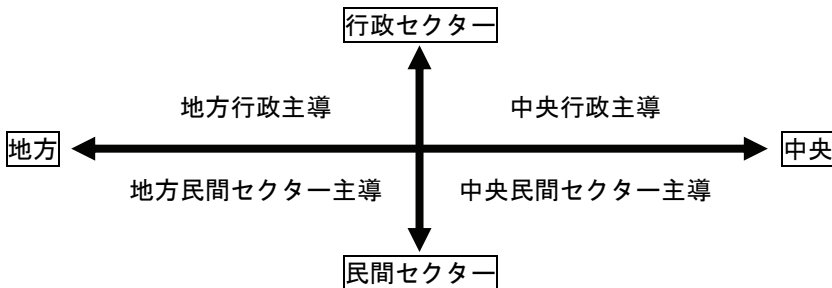 行政セクター
地方行政主導
中央行政主導
地方
中央
地方民間セクター主導
中央民間セクター主導
民間セクター